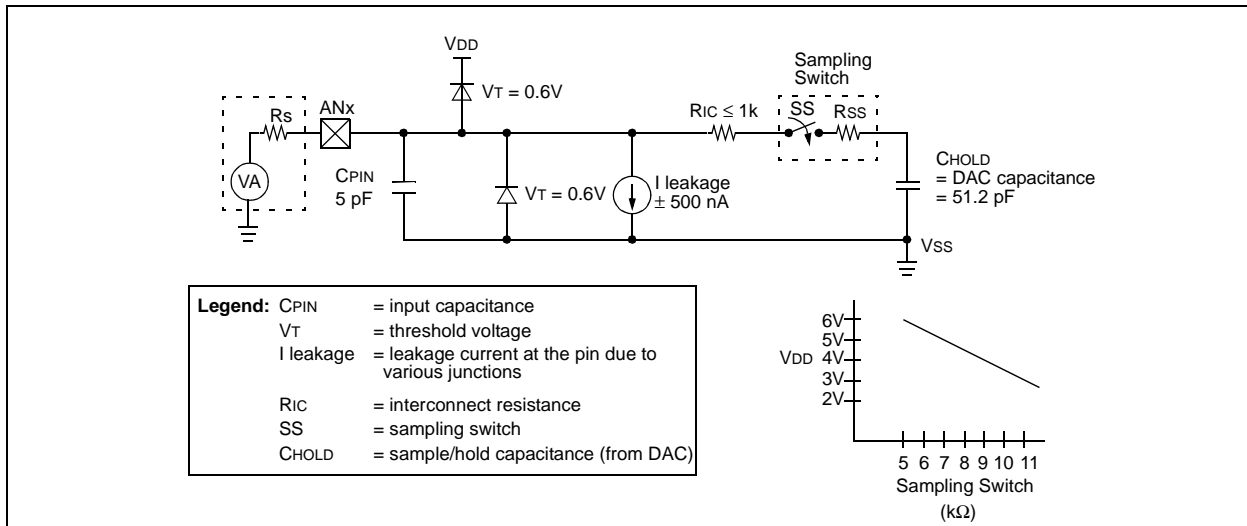 VDD
VT = 0.6V
Sampling
Switch
ANx
Rs
RIC ≤ 1k
SS
RSS
VA
CPIN
5 pF
VT = 0.6V
I leakage
± 500 nA
CHOLD
= DAC capacitance
= 51.2 pF
VSS
Legend: CPIN = input capacitance
VT = threshold voltage
I leakage = leakage current at the pin due to
various junctions
RIC = interconnect resistance
SS = sampling switch
CHOLD = sample/hold capacitance (from DAC)
6V
5V
VDD 4V
3V
2V
5 6 7 8 9 10 11
Sampling Switch
(kΩ)